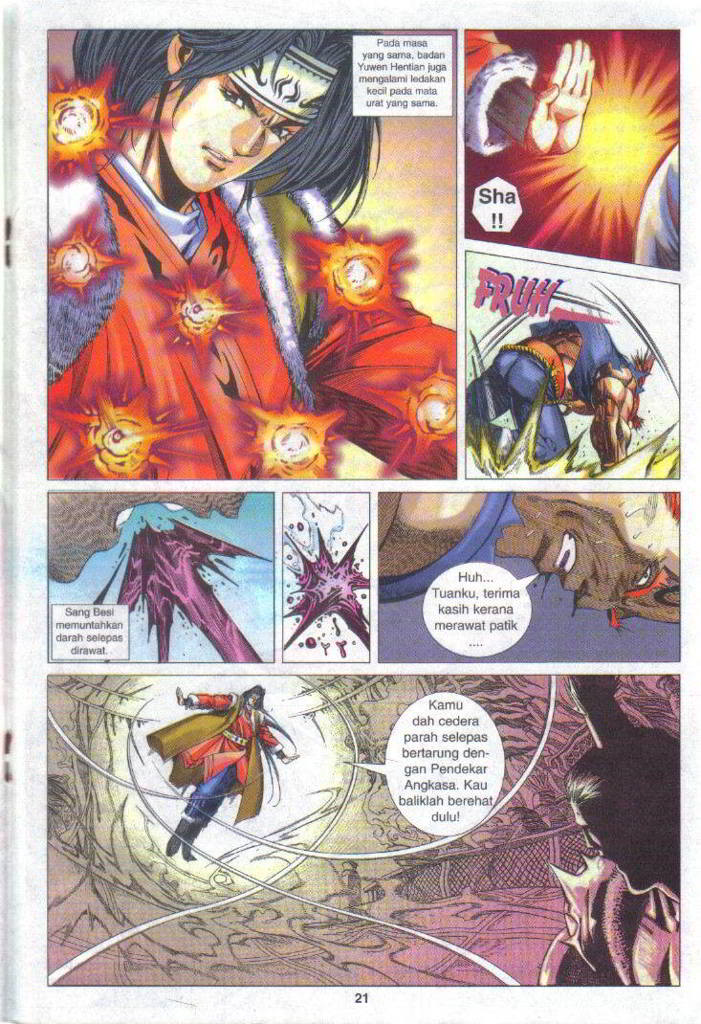 Pada masa
yang sama, badan
Yuwen Hentian juga
mengalami ledakan
kecil pada mata
urat yang sama.
Sha
!!
FRUH
Sang Besi
memuntahkan
darah selepas
dirawat.
Huh...
Tuanku, terima
kasih kerana
merawat patik
....
Kamu
dah cedera
parah selepas
bertarung den-
gan Pendekar
Angkasa. Kau
baliklah berehat
dulu!
21